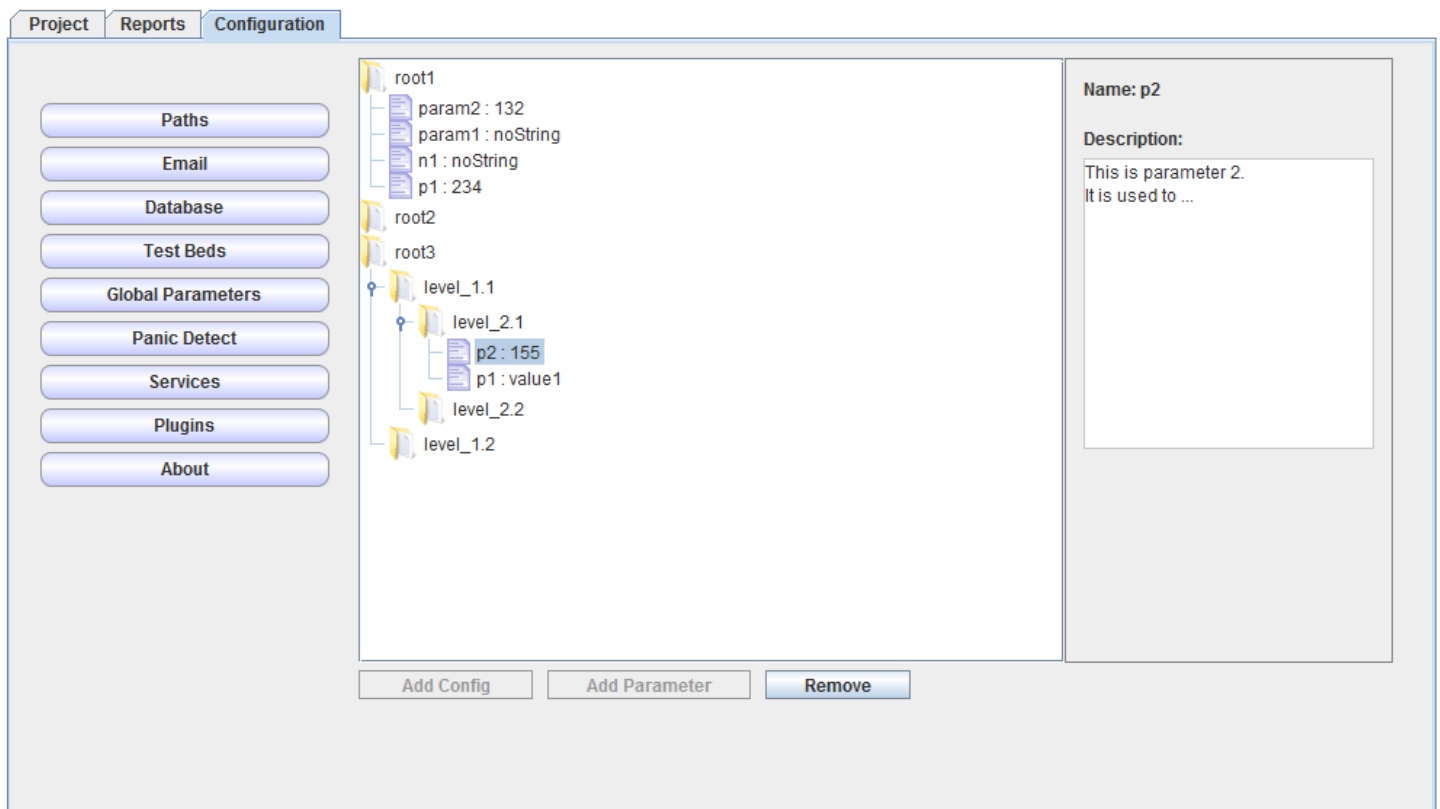 Project Reports Configuration
Paths
Email
Database
Test Beds
Global Parameters
Panic Detect
Services
Plugins
About
root1
param2 : 132
param1 : noString
n1 : noString
p1 : 234
root2
root3
level_1.1
level_2.1
p2 : 155
p1 : value1
level_2.2
level_1.2
Name: p2
Description:
This is parameter 2.
It is used to ...
Add Config Add Parameter Remove